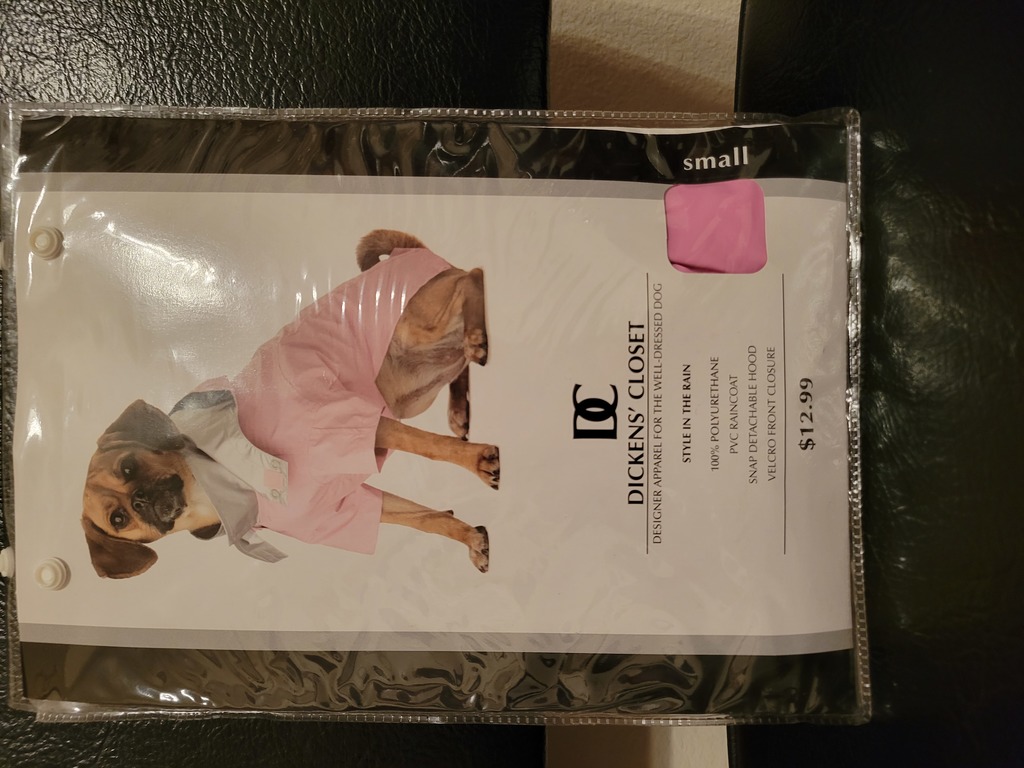 small
DC
DICKENS' CLOSET
DESIGNER APPAREL FOR THE WELL-DRESSED DOG
STYLE IN THE RAIN
100% POLYURETHANE
PVC RAINCOAT
SNAP DETACHABLE HOOD
VELCRO FRONT CLOSURE
$12.99